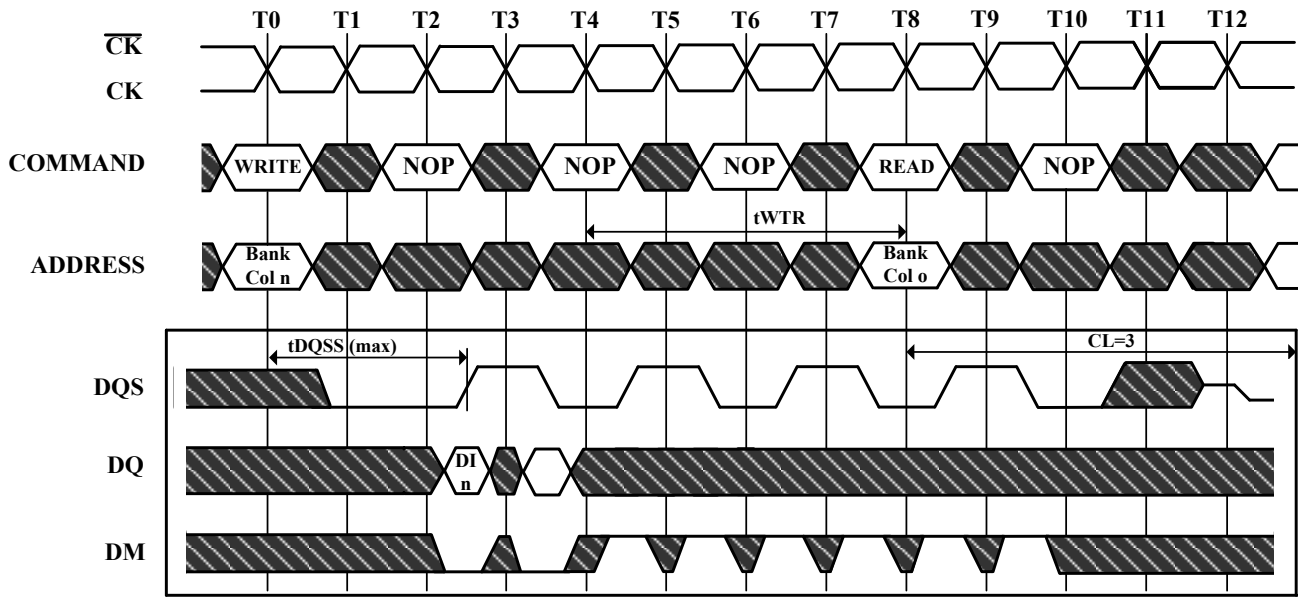 T0 T1 T2 T3 T4 T5 T6 T7 T8 T9 T10 T11 T12
CK
CK
COMMAND WRITE NOP NOP NOP READ NOP
tWTR
ADDRESS Bank Col n Bank Col o
tDQSS (max) CL=3
DQS
DQ DI n
DM